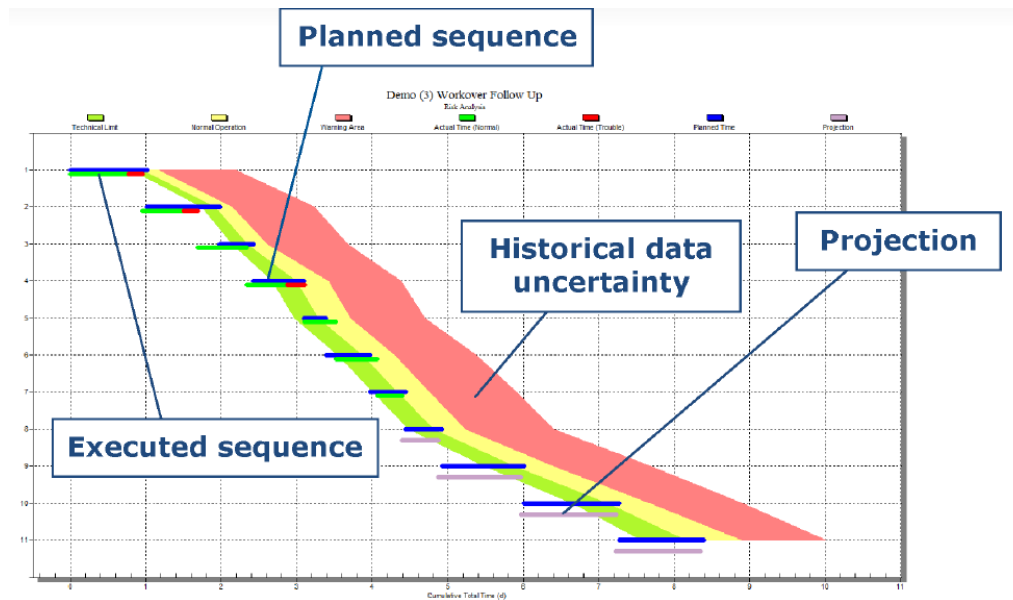 Planned sequence
Demo (3) Workover Follow Up
Risk Analysis
Technical Limit
Normal Operation
Warning Area
Actual Time (Normal)
Actual Time (Trouble)
Planned Time
Projection
1
2
3
4
5
6
7
8
9
10
11
Historical data
uncertainty
Projection
Executed sequence
0 1 2 3 4 5 6 7 8 9 10 11
Cumulative Total Time (d)